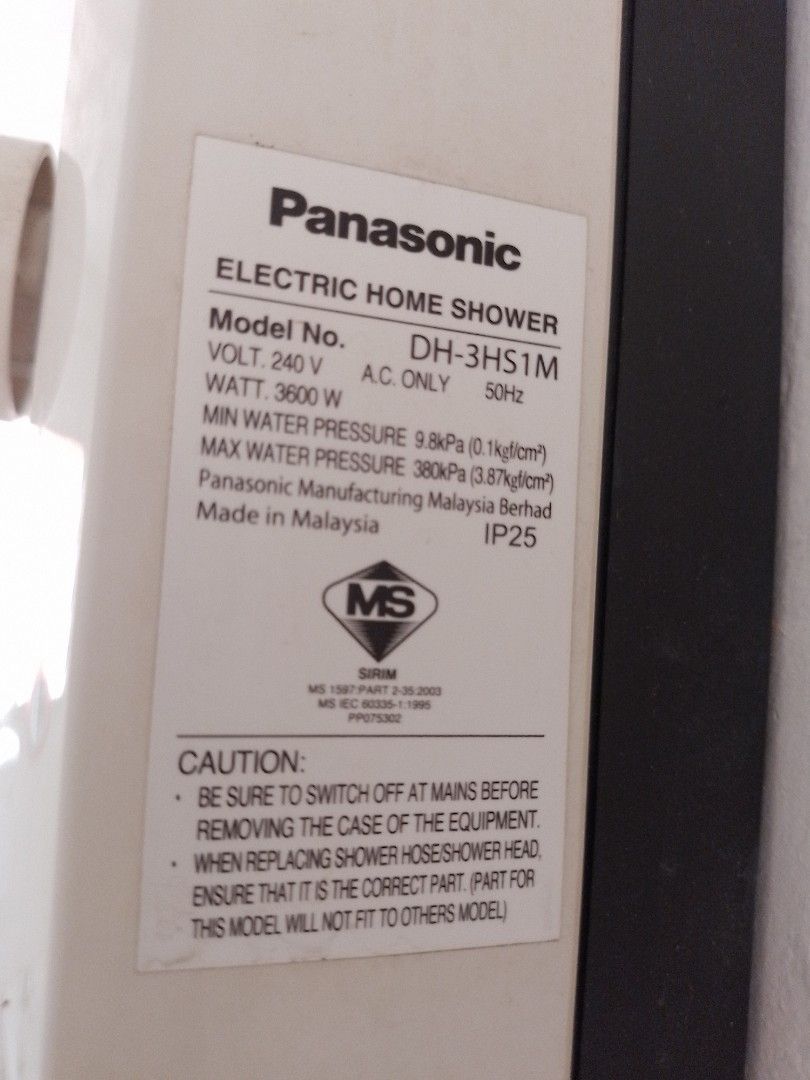 Panasonic
ELECTRIC HOME SHOWER
Model No. DH-3HS1M
VOLT. 240 V A.C. ONLY 50Hz
WATT. 3600 W
MIN WATER PRESSURE 9.8kPa (0.1kgf/cm²)
MAX WATER PRESSURE 380kPa (3.87kgf/cm²)
Panasonic Manufacturing Malaysia Berhad
Made in Malaysia IP25
MS
SIRIM
MS 1597:PART 2-35:2003
MS IEC 60335-1:1995
PP075302
CAUTION:
· BE SURE TO SWITCH OFF AT MAINS BEFORE
REMOVING THE CASE OF THE EQUIPMENT.
· WHEN REPLACING SHOWER HOSE/SHOWER HEAD,
ENSURE THAT IT IS THE CORRECT PART. (PART FOR
THIS MODEL WILL NOT FIT TO OTHERS MODEL)